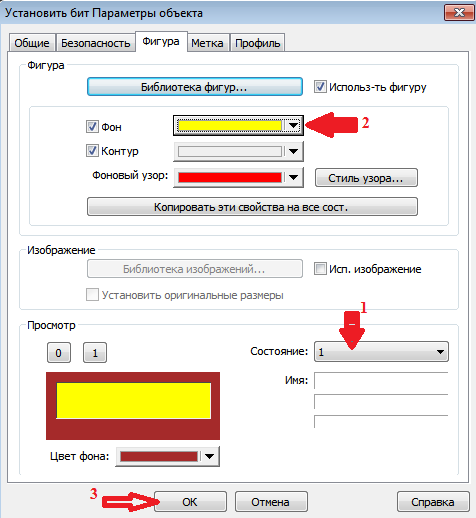 Установить бит Параметры объекта
Общие Безопасность Фигура Метка Профиль
Фигура
Библиотека фигур... Использ-ть фигуру
Фон 2
Контур
Фоновый узор: Стиль узора...
Копировать эти свойства на все сост.
Изображение
Библиотека изображений... Исп. изображение
Установить оригинальные размеры
1
Просмотр
0 1 Состояние: 1
Имя:
Цвет фона:
3 OK Отмена Справка